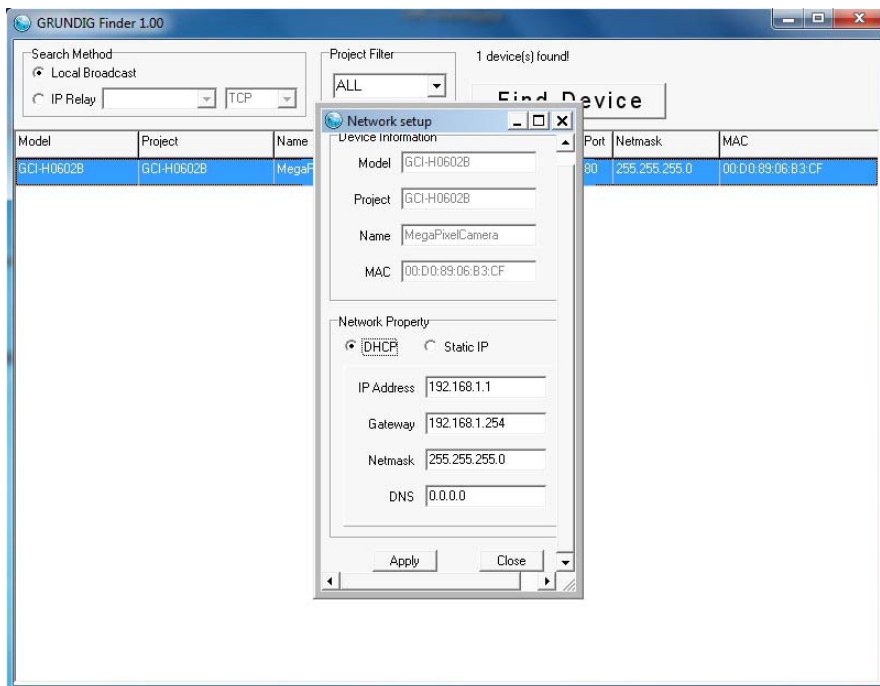 GRUNDIG Finder 1.00
Search Method
Local Broadcast
IP Relay TCP
Project Filter
ALL
1 device(s) found!
Find Device
Model Project Name Port Netmask MAC
GCI-H0602B GCI-H0602B 80 255.255.255.0 00:D0:89:06:B3:CF
Network setup
Device Information
Model GCI-H0602B
Project GCI-H0602B
Name MegaPixelCamera
MAC 00:D0:89:06:B3:CF
Network Property
DHCP Static IP
IP Address 192.168.1.1
Gateway 192.168.1.254
Netmask 255.255.255.0
DNS 0.0.0.0
Apply Close